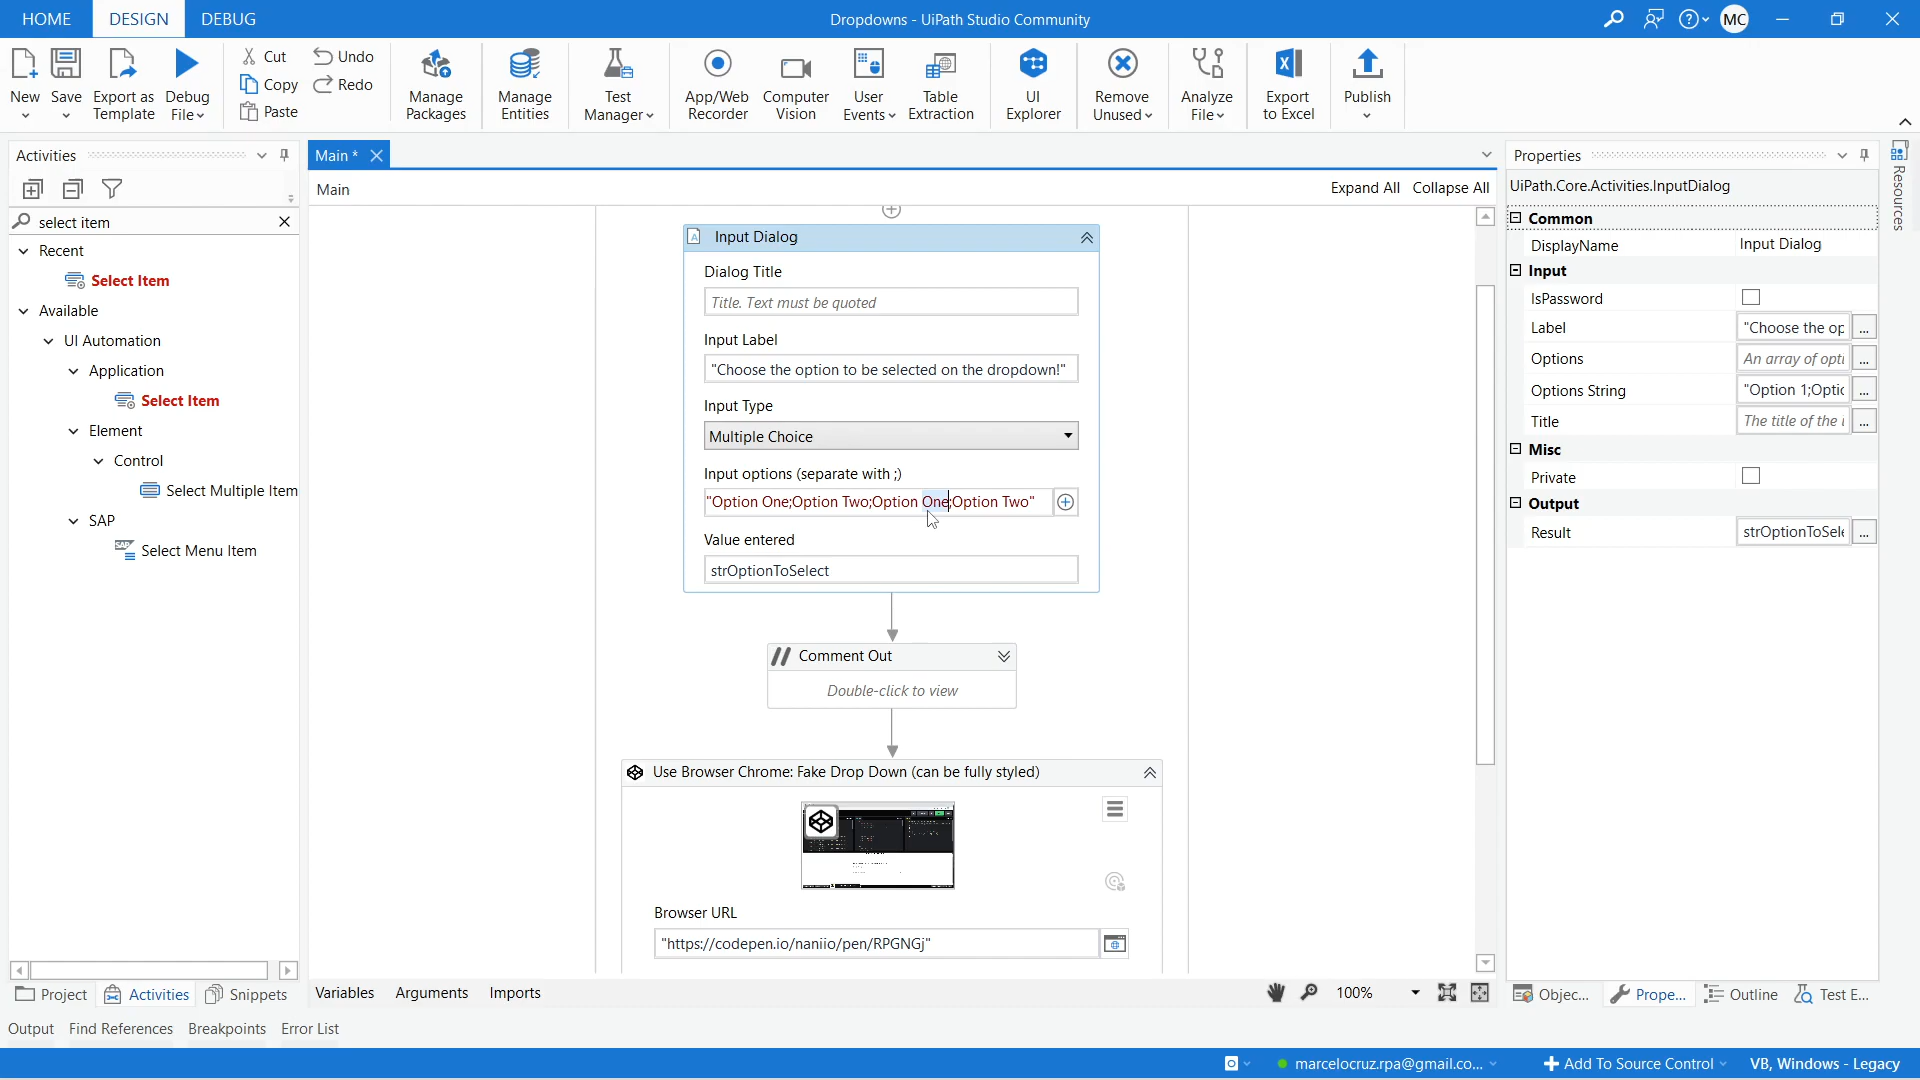 HOME DESIGN DEBUG Dropdowns - UiPath Studio Community MC
New Save Export as Template Debug File Cut Copy Paste Undo Redo Manage Packages Manage Entities Test Manager App/Web Recorder Computer Vision User Events Table Extraction UI Explorer Remove Unused Analyze File Export to Excel Publish
Activities
select item
Recent
Select Item
Available
UI Automation
Application
Select Item
Element
Control
Select Multiple Item
SAP
Select Menu Item
Project Activities Snippets
Main *
Main Expand All Collapse All
Input Dialog
Dialog Title
Title. Text must be quoted
Input Label
"Choose the option to be selected on the dropdown!"
Input Type
Multiple Choice
Input options (separate with ;)
"Option One;Option Two;Option One;Option Two"
Value entered
strOptionToSelect
Comment Out
Double-click to view
Use Browser Chrome: Fake Drop Down (can be fully styled)
Browser URL
"https://codepen.io/naniio/pen/RPGNGj"
Variables Arguments Imports 100%
Properties
UiPath.Core.Activities.InputDialog
Common
DisplayName Input Dialog
Input
IsPassword
Label "Choose the op ...
Options An array of opti ...
Options String "Option 1;Optic ...
Title The title of the i ...
Misc
Private
Output
Result strOptionToSele ...
Resources
Objec... Prope... Outline Test E...
Output Find References Breakpoints Error List
marcelocruz.rpa@gmail.co... Add To Source Control VB, Windows - Legacy